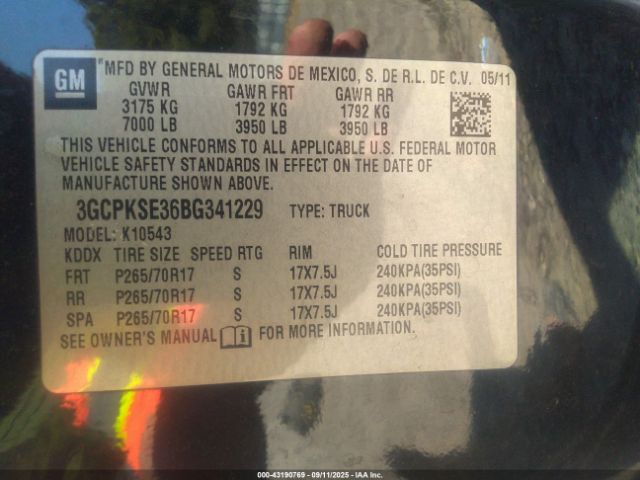 GM
*MFD BY GENERAL MOTORS DE MEXICO, S. DE R.L. DE C.V. 05/11
GVWR GAWR FRT GAWR RR
3175 KG 1792 KG 1792 KG
7000 LB 3950 LB 3950 LB
THIS VEHICLE CONFORMS TO ALL APPLICABLE U.S. FEDERAL MOTOR
VEHICLE SAFETY STANDARDS IN EFFECT ON THE DATE OF
MANUFACTURE SHOWN ABOVE.
3GCPKSE36BG341229 TYPE: TRUCK
MODEL: K10543
KDDX TIRE SIZE SPEED RTG RIM COLD TIRE PRESSURE
FRT P265/70R17 S 17X7.5J 240KPA(35PSI)
RR P265/70R17 S 17X7.5J 240KPA(35PSI)
SPA P265/70R17 S 17X7.5J 240KPA(35PSI)
SEE OWNER'S MANUAL i FOR MORE INFORMATION.
000-43190769 - 09/11/2025 - IAA Inc.